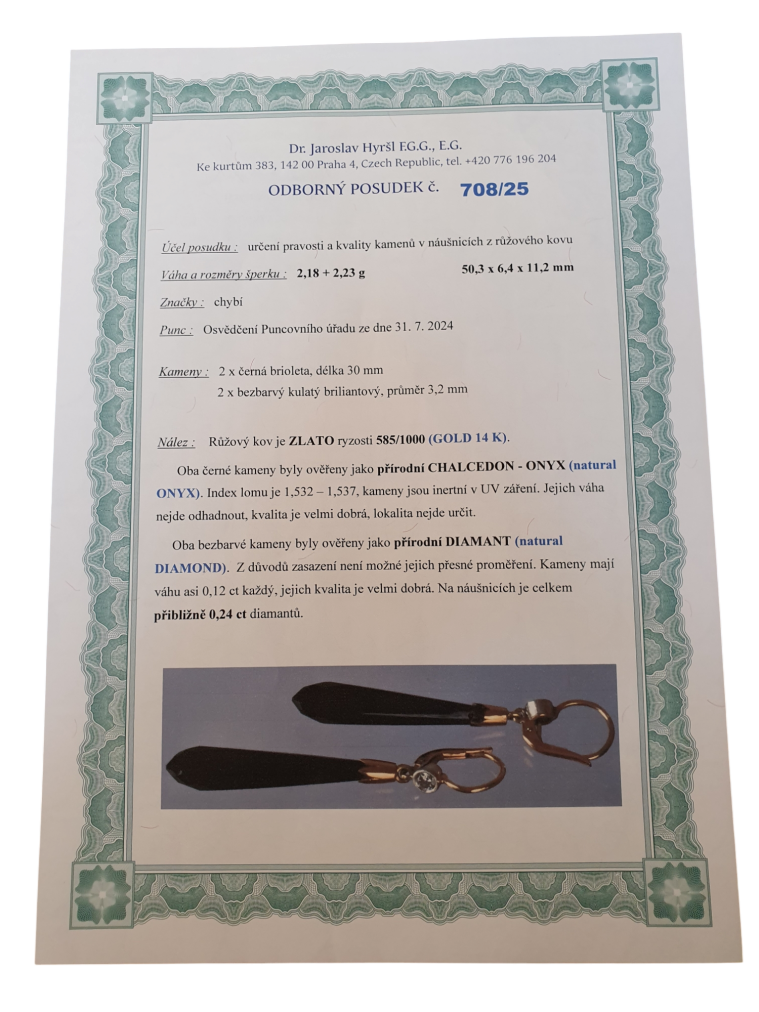 Dr. Jaroslav Hyršl F.G.G., E.G.
Ke kurtům 383, 142 00 Praha 4, Czech Republic, tel. +420 776 196 204
ODBORNÝ POSUDEK č. 708/25
Účel posudku : určení pravosti a kvality kamenů v náušnicích z růžového kovu
Váha a rozměry šperku : 2,18 + 2,23 g 50,3 x 6,4 x 11,2 mm
Značky : chybí
Punc : Osvědčení Puncovního úřadu ze dne 31. 7. 2024
Kameny : 2 x černá brioleta, délka 30 mm
2 x bezbarvý kulatý briliantový, průměr 3,2 mm
Nález : Růžový kov je ZLATO ryzosti 585/1000 (GOLD 14 K).
Oba černé kameny byly ověřeny jako přírodní CHALCEDON - ONYX (natural
ONYX). Index lomu je 1,532 – 1,537, kameny jsou inertní v UV záření. Jejich váha
nejde odhadnout, kvalita je velmi dobrá, lokalita nejde určit.
Oba bezbarvé kameny byly ověřeny jako přírodní DIAMANT (natural
DIAMOND). Z důvodů zasazení není možné jejich přesné proměření. Kameny mají
váhu asi 0,12 ct každý, jejich kvalita je velmi dobrá. Na náušnicích je celkem
přibližně 0,24 ct diamantů.